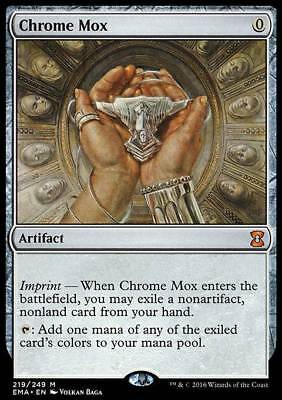 Chrome Mox 0
Artifact
Imprint — When Chrome Mox enters the
battlefield, you may exile a nonartifact,
nonland card from your hand.
: Add one mana of any of the exiled
card's colors to your mana pool.
219/249 M
EMA • EN VOLKAN BAGA
™ & © 2016 Wizards of the Coast